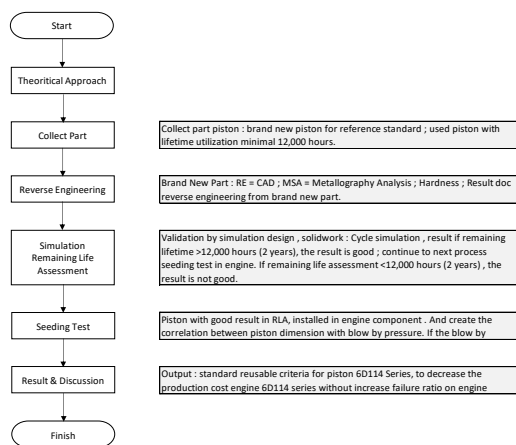 Start
Theoritical Approach
Collect Part
Collect part piston : brand new piston for reference standard ; used piston with
lifetime utilization minimal 12,000 hours.
Reverse Engineering
Brand New Part : RE = CAD ; MSA = Metallography Analysis ; Hardness ; Result doc
reverse engineering from brand new part.
Simulation
Remaining Life
Assessment
Validation by simulation design , solidwork : Cycle simulation , result if remaining
lifetime >12,000 hours (2 years), the result is good ; continue to next process
seeding test in engine. If remaining life assessment <12,000 hours (2 years) , the
result is not good.
Seeding Test
Piston with good result in RLA, installed in engine component . And create the
correlation between piston dimension with blow by pressure. If the blow by
Result & Discussion
Output : standard reusable criteria for piston 6D114 Series, to decrease the
production cost engine 6D114 series without increase failure ratio on engine
Finish